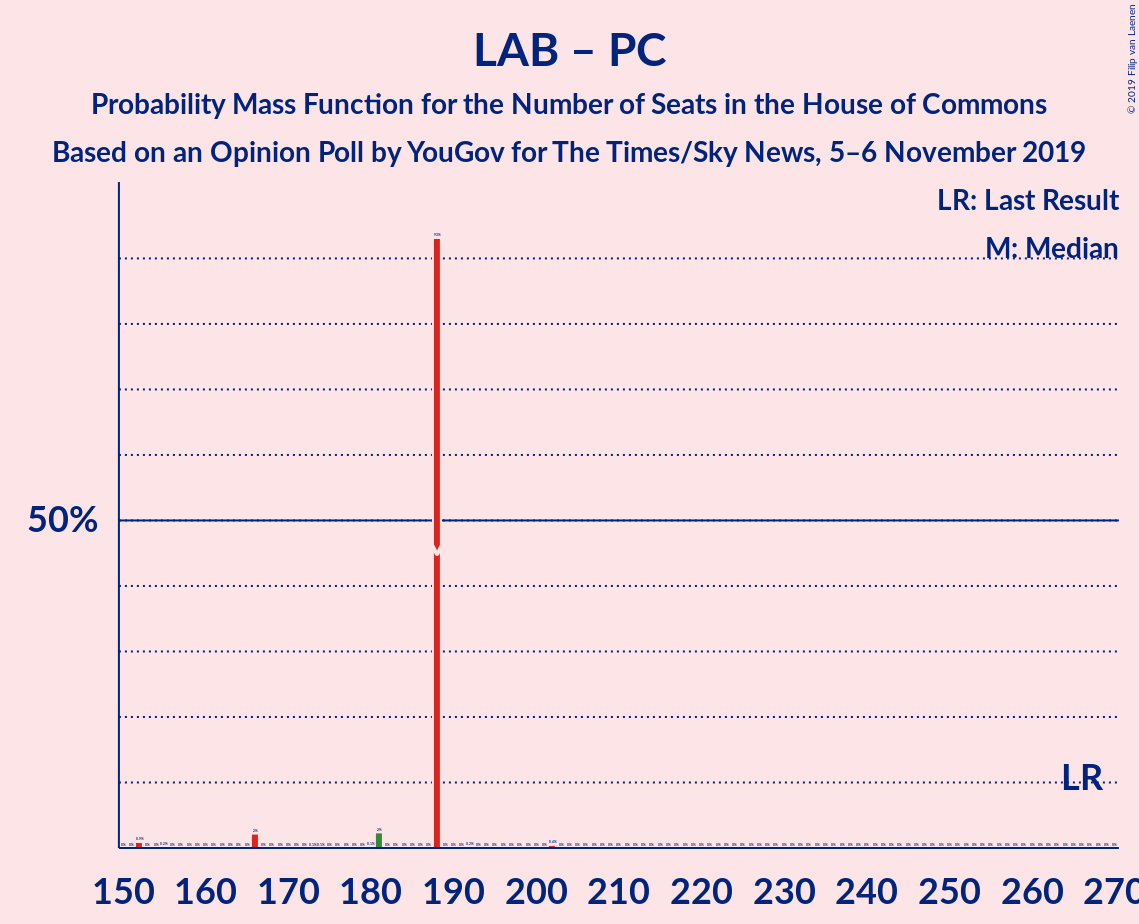 LAB – PC
Probability Mass Function for the Number of Seats in the House of Commons
Based on an Opinion Poll by YouGov for The Times/Sky News, 5–6 November 2019
© 2019 Filip van Laenen
LR: Last Result
M: Median
50%
LR
150 160 170 180 190 200 210 220 230 240 250 260 270